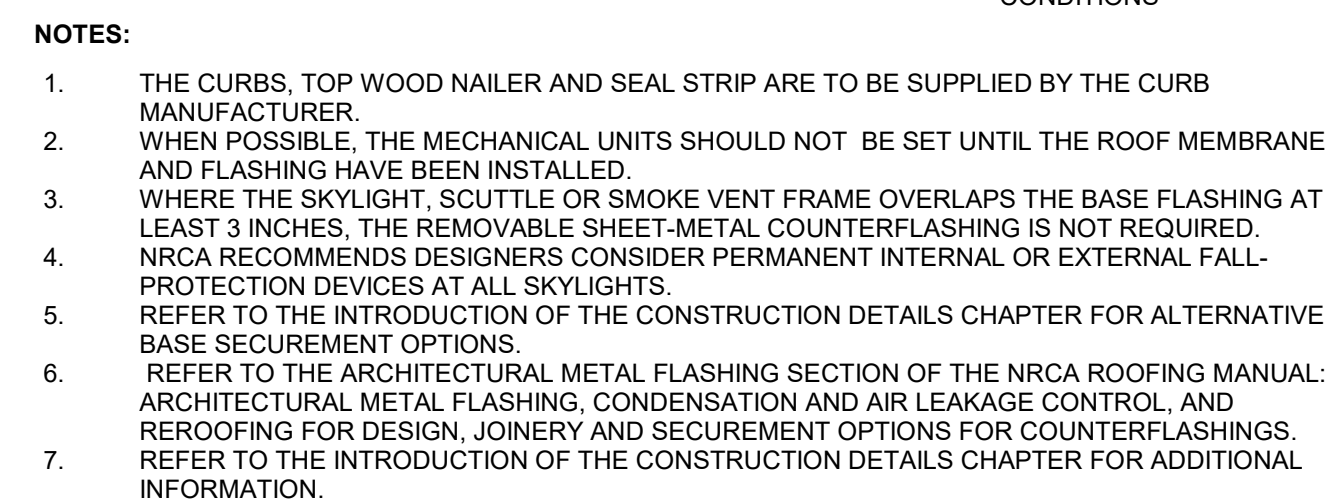 CONDITIONS
NOTES:
1. THE CURBS, TOP WOOD NAILER AND SEAL STRIP ARE TO BE SUPPLIED BY THE CURB
MANUFACTURER.
2. WHEN POSSIBLE, THE MECHANICAL UNITS SHOULD NOT BE SET UNTIL THE ROOF MEMBRANE
AND FLASHING HAVE BEEN INSTALLED.
3. WHERE THE SKYLIGHT, SCUTTLE OR SMOKE VENT FRAME OVERLAPS THE BASE FLASHING AT
LEAST 3 INCHES, THE REMOVABLE SHEET-METAL COUNTERFLASHING IS NOT REQUIRED.
4. NRCA RECOMMENDS DESIGNERS CONSIDER PERMANENT INTERNAL OR EXTERNAL FALL-
PROTECTION DEVICES AT ALL SKYLIGHTS.
5. REFER TO THE INTRODUCTION OF THE CONSTRUCTION DETAILS CHAPTER FOR ALTERNATIVE
BASE SECUREMENT OPTIONS.
6. REFER TO THE ARCHITECTURAL METAL FLASHING SECTION OF THE NRCA ROOFING MANUAL:
ARCHITECTURAL METAL FLASHING, CONDENSATION AND AIR LEAKAGE CONTROL, AND
REROOFING FOR DESIGN, JOINERY AND SECUREMENT OPTIONS FOR COUNTERFLASHINGS.
7. REFER TO THE INTRODUCTION OF THE CONSTRUCTION DETAILS CHAPTER FOR ADDITIONAL
INFORMATION.